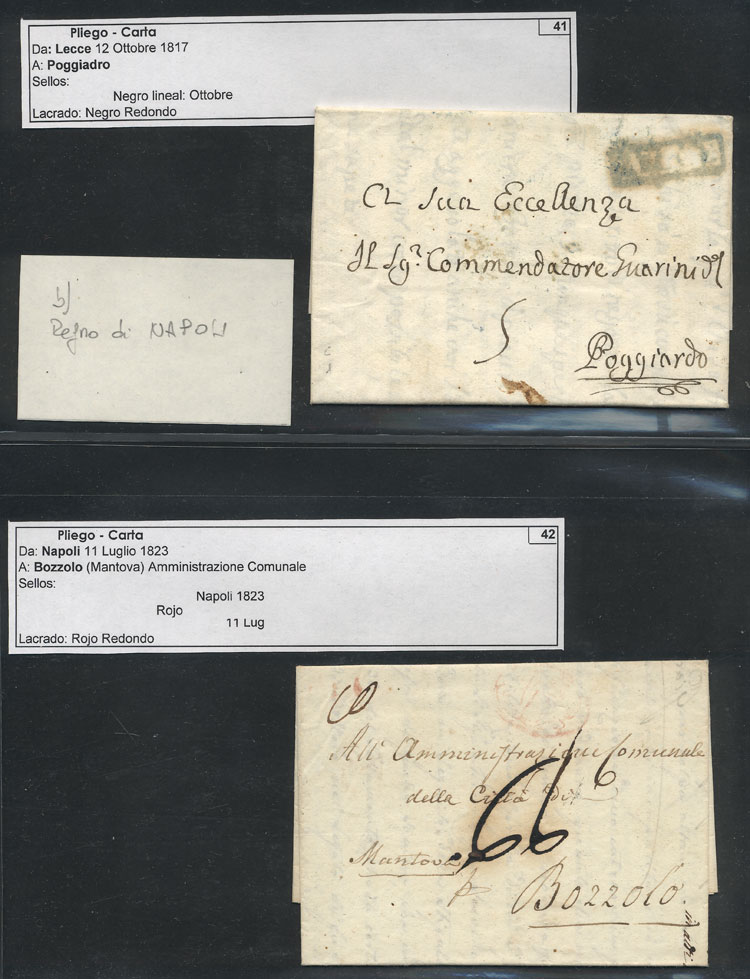 Pliego - Carta
41
Da: Lecce 12 Ottobre 1817
A: Poggiadro
Sellos:
Negro lineal: Ottobre
Lacrado: Negro Redondo
A Sua Eccellenza
Il Sgr. Commendatore Guarini
Poggiardo
b)
Regno di NAPOLI
Pliego - Carta
42
Da: Napoli 11 Luglio 1823
A: Bozzolo (Mantova) Amministrazione Comunale
Sellos:
Napoli 1823
Rojo
11 Lug
Lacrado: Rojo Redondo
All' Amministrazione Comunale
della Città di
Mantova
Bozzolo